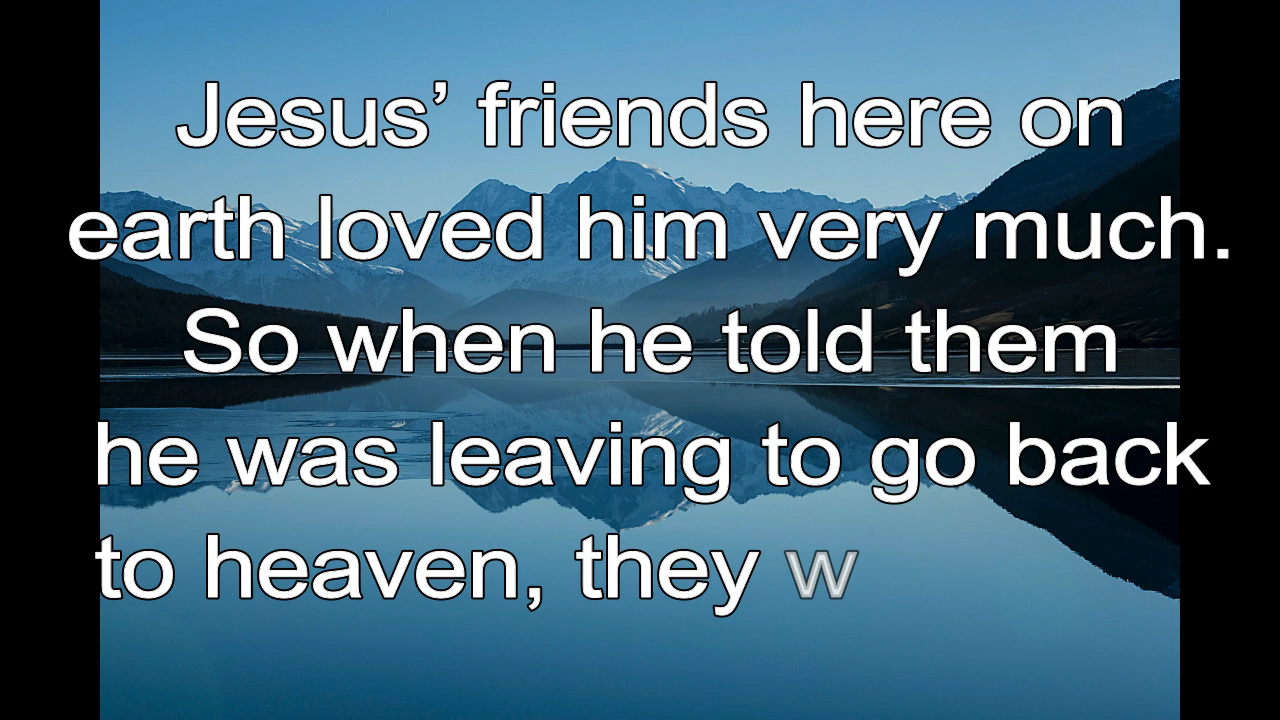 Jesus’ friends here on
earth loved him very much.
So when he told them
he was leaving to go back
to heaven, they w